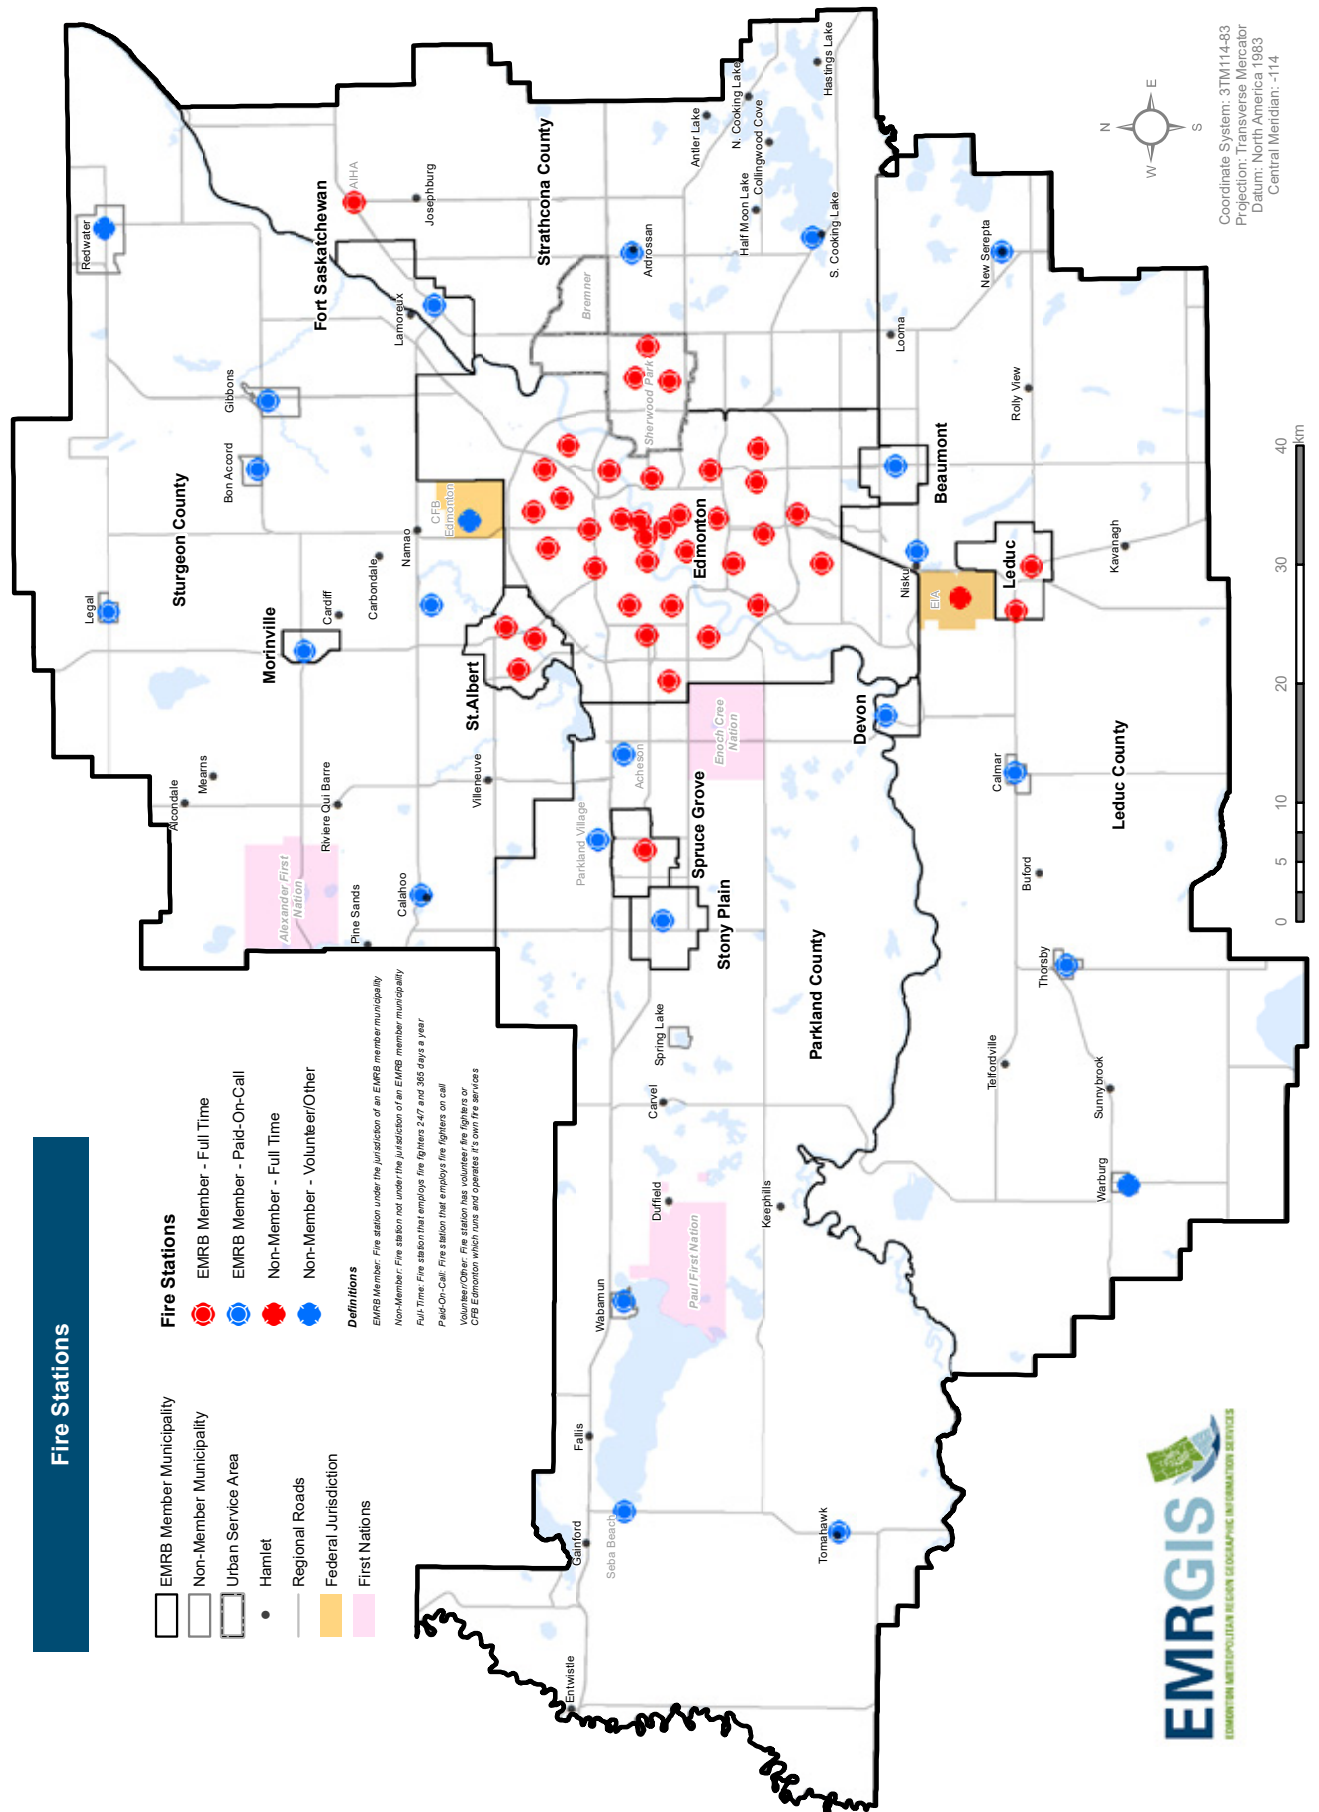 Fire Stations
EMRB Member Municipality
Non-Member Municipality
Urban Service Area
Hamlet
Regional Roads
Federal Jurisdiction
First Nations
Fire Stations
EMRB Member - Full Time
EMRB Member - Paid-On-Call
Non-Member - Full Time
Non-Member - Volunteer/Other
Definitions
EMRB Member: Fire station under the jurisdiction of an EMRB member municipality
Non-Member: Fire station not under the jurisdiction of an EMRB member municipality
Full-Time: Fire station that employs fire fighters 24/7 and 365 days a year
Paid-On-Call: Fire station that employs fire fighters on call
Volunteer/Other: Fire station has volunteer fire fighters or
CFB Edmonton which runs and operates it's own fire services
Redwater
Legal
Sturgeon County
Bon Accord
Gibbons
Fort Saskatchewan
AIHA
Josephburg
Lamoreux
Strathcona County
Alcondale
Mearns
Morinville
Cardiff
Carbondale
Namao
CFB
Edmonton
Alexander First
Nation
Riviere Qui Barre
Pine Sands
Calahoo
Villeneuve
St.Albert
Bremner
Ardrossan
Sherwood Park
Antler Lake
N. Cooking Lake
Collingwood Cove
Half Moon Lake
Hastings Lake
S. Cooking Lake
Edmonton
Parkland Village
Acheson
Enoch Cree
Nation
Spruce Grove
Stony Plain
Spring Lake
Carvel
Duffield
Paul First Nation
Keephills
Wabamun
Fallis
Gainford
Seba Beach
Entwistle
Tomahawk
Parkland County
Devon
Nisku
EIA
Leduc
Beaumont
Looma
New Serepta
Rolly View
Kavanagh
Calmar
Leduc County
Buford
Thorsby
Telfordville
Sunnybrook
Warburg
N
E
S
W
Coordinate System: 3TM114-83
Projection: Transverse Mercator
Datum: North America 1983
Central Meridian: -114
0 5 10 20 30 40
km
EMRGIS
EDMONTON METROPOLITAN REGION GEOGRAPHIC INFORMATION SERVICES